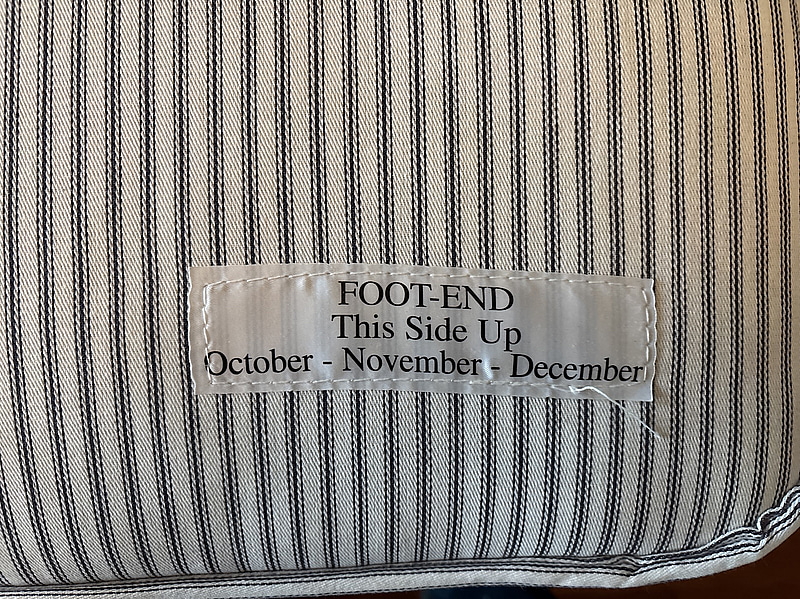 FOOT-END
This Side Up
October - November - December